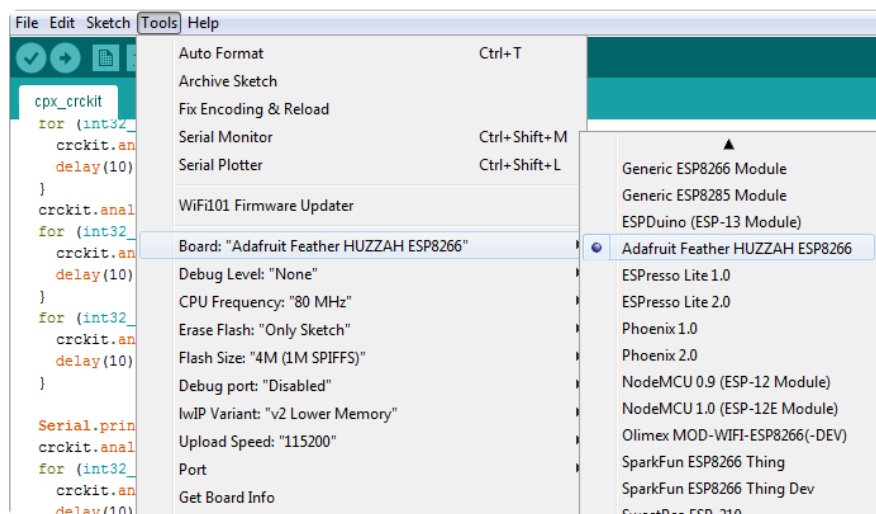 File Edit Sketch Tools Help
cpx_crckit
for (int32_
crckit.an
delay(10)
}
crckit.anal
for (int32_
crckit.an
delay(10)
}
for (int32_
crckit.an
delay(10)
}
Serial.prin
crckit.anal
for (int32_
crckit.an
delay(10)
Auto Format Ctrl+T
Archive Sketch
Fix Encoding & Reload
Serial Monitor Ctrl+Shift+M
Serial Plotter Ctrl+Shift+L
WiFi101 Firmware Updater
Board: "Adafruit Feather HUZZAH ESP8266"
Debug Level: "None"
CPU Frequency: "80 MHz"
Erase Flash: "Only Sketch"
Flash Size: "4M (1M SPIFFS)"
Debug port: "Disabled"
lwIP Variant: "v2 Lower Memory"
Upload Speed: "115200"
Port
Get Board Info
Generic ESP8266 Module
Generic ESP8285 Module
ESPDuino (ESP-13 Module)
Adafruit Feather HUZZAH ESP8266
ESPresso Lite 1.0
ESPresso Lite 2.0
Phoenix 1.0
Phoenix 2.0
NodeMCU 0.9 (ESP-12 Module)
NodeMCU 1.0 (ESP-12E Module)
Olimex MOD-WIFI-ESP8266(-DEV)
SparkFun ESP8266 Thing
SparkFun ESP8266 Thing Dev